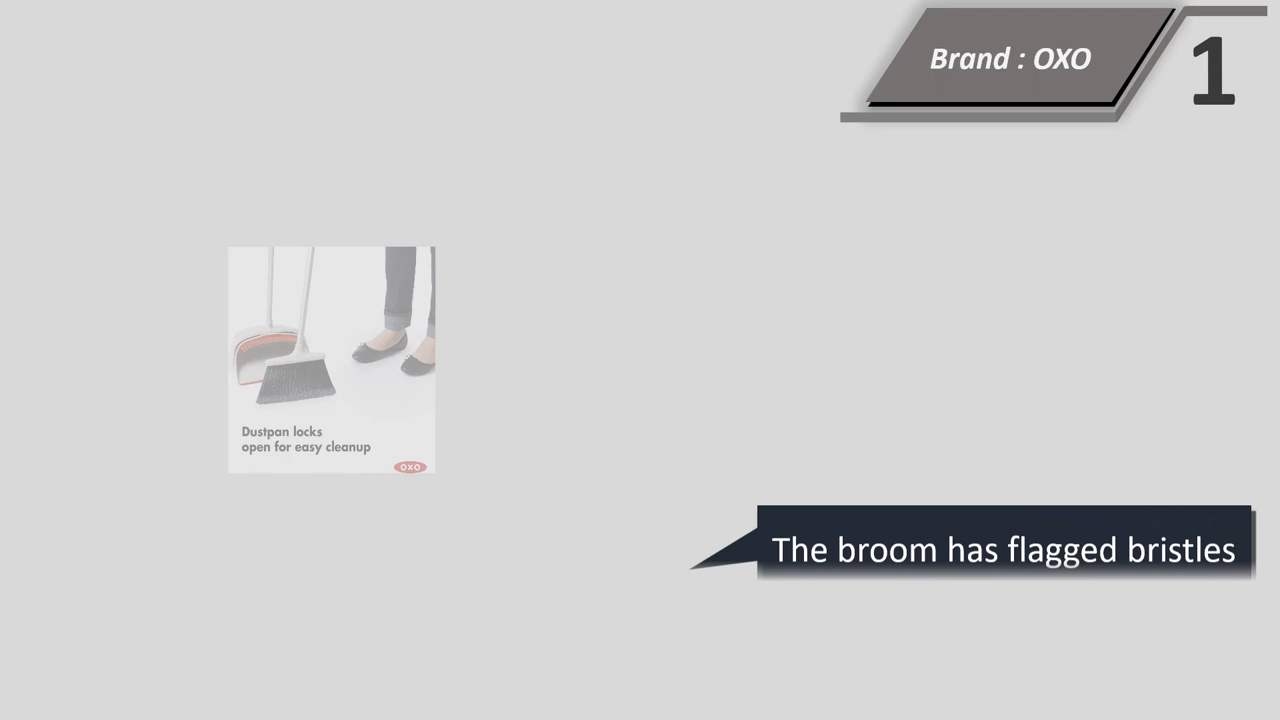 Brand : OXO
1
Dustpan locks
open for easy cleanup
OXO
The broom has flagged bristles